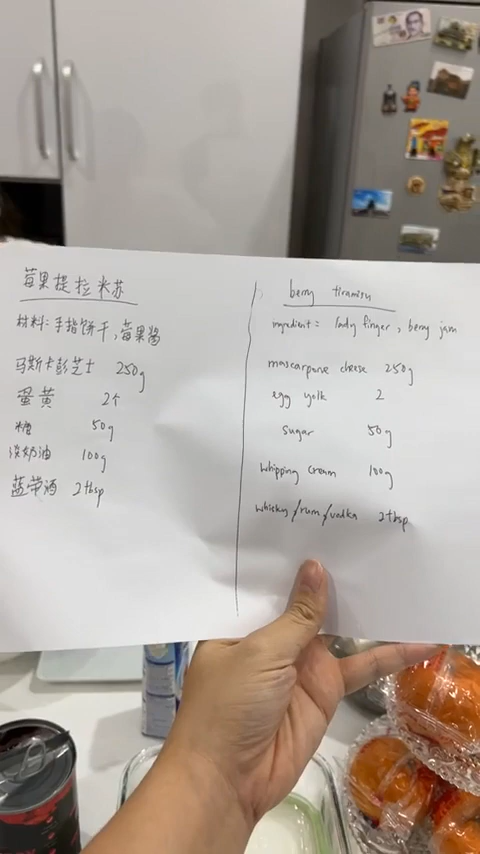 莓果提拉米苏
材料：手指饼干，莓果酱
马斯卡彭芝士 250g
蛋黄 2个
糖 50g
淡奶油 100g
蓝带酒 2tbsp
berry tiramisu
ingredient: lady finger, berry jam
mascarpone cheese 250g
egg yolk 2
sugar 50g
whipping cream 100g
whisky/rum/vodka 2tbsp